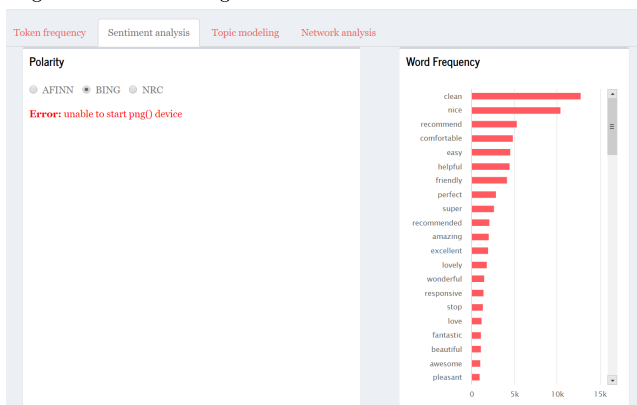 Token frequency Sentiment analysis Topic modeling Network analysis
Polarity
AFINN BING NRC
Error: unable to start png() device
Word Frequency
clean
nice
recommend
comfortable
easy
helpful
friendly
perfect
super
recommended
amazing
excellent
lovely
wonderful
responsive
stop
love
fantastic
beautiful
awesome
pleasant
0 5k 10k 15k